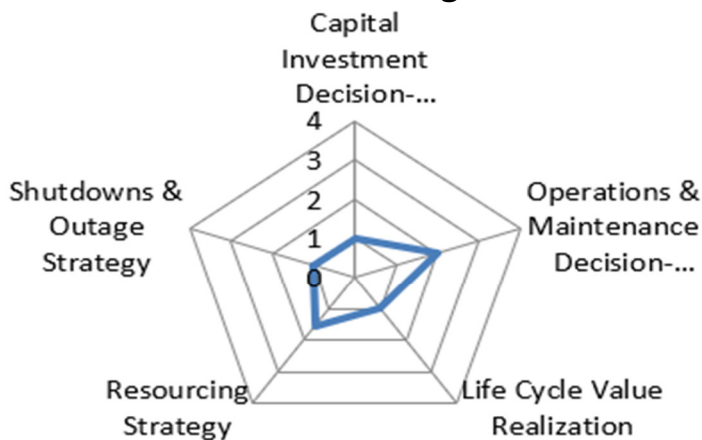 Capital
Investment
Decision-...
4
3
2
1
0
Shutdowns &
Outage
Strategy
Operations &
Maintenance
Decision-...
Resourcing
Strategy
Life Cycle Value
Realization